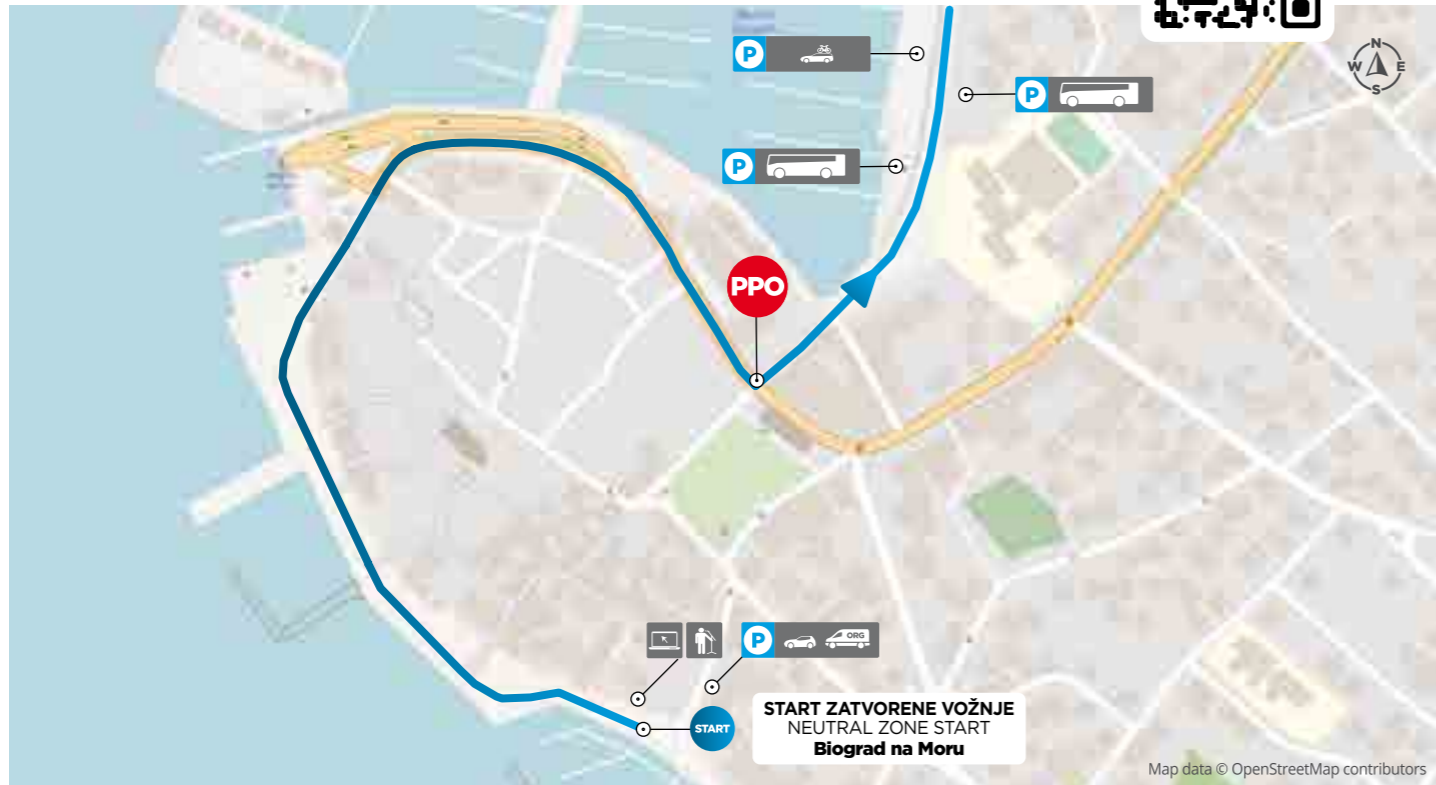 N
W E
S
P
P
P
PPO
P
ORG
START
START ZATVORENE VOŽNJE
NEUTRAL ZONE START
Biograd na Moru
Map data © OpenStreetMap contributors